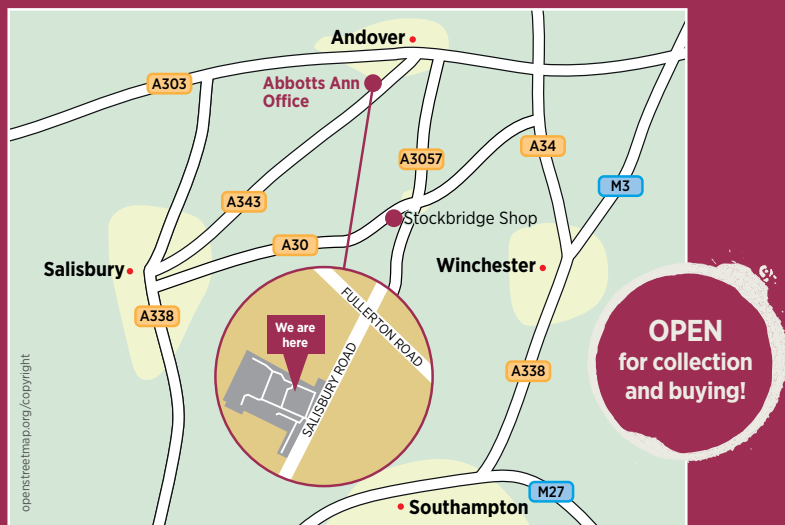 Andover
A303
Abbotts Ann
Office
A34
A3057
M3
A343
Stockbridge Shop
A30
Salisbury
Winchester
A338
FULLERTON ROAD
We are
here
SALISBURY ROAD
OPEN
for collection
and buying!
A338
openstreetmap.org/copyright
M27
Southampton